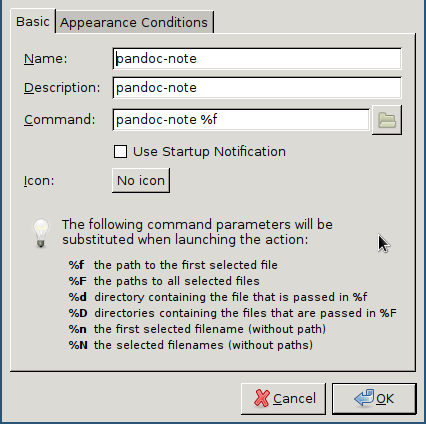 Basic
Appearance Conditions
Name: pandoc-note
Description: pandoc-note
Command: pandoc-note %f
Use Startup Notification
Icon: No icon
The following command parameters will be
substituted when launching the action:
%f the path to the first selected file
%F the paths to all selected files
%d directory containing the file that is passed in %f
%D directories containing the files that are passed in %F
%n the first selected filename (without path)
%N the selected filenames (without paths)
Cancel
OK